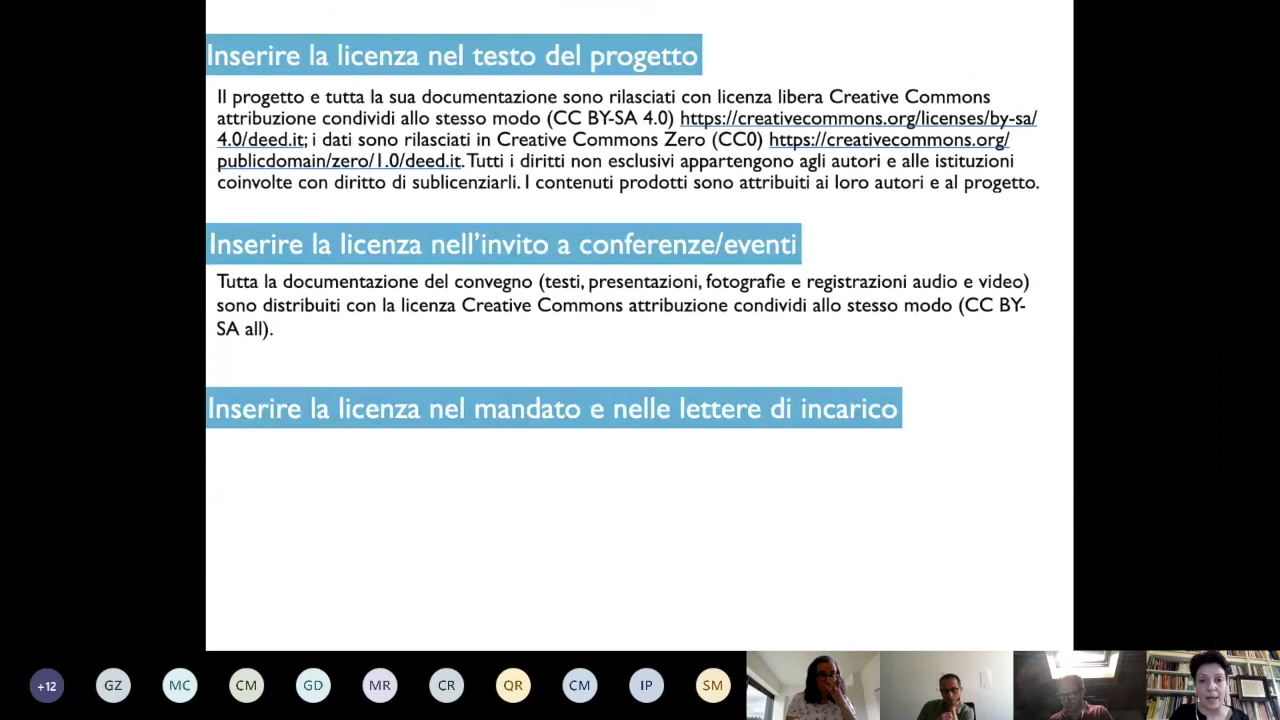 Inserire la licenza nel testo del progetto
Il progetto e tutta la sua documentazione sono rilasciati con licenza libera Creative Commons
attribuzione condividi allo stesso modo (CC BY-SA 4.0) https://creativecommons.org/licenses/by-sa/
4.0/deed.it; i dati sono rilasciati in Creative Commons Zero (CC0) https://creativecommons.org/
publicdomain/zero/1.0/deed.it. Tutti i diritti non esclusivi appartengono agli autori e alle istituzioni
coinvolte con diritto di sublicenziarli. I contenuti prodotti sono attribuiti ai loro autori e al progetto.
Inserire la licenza nell'invito a conferenze/eventi
Tutta la documentazione del convegno (testi, presentazioni, fotografie e registrazioni audio e video)
sono distribuiti con la licenza Creative Commons attribuzione condividi allo stesso modo (CC BY-
SA all).
Inserire la licenza nel mandato e nelle lettere di incarico
+12 GZ MC CM GD MR CR QR CM IP SM